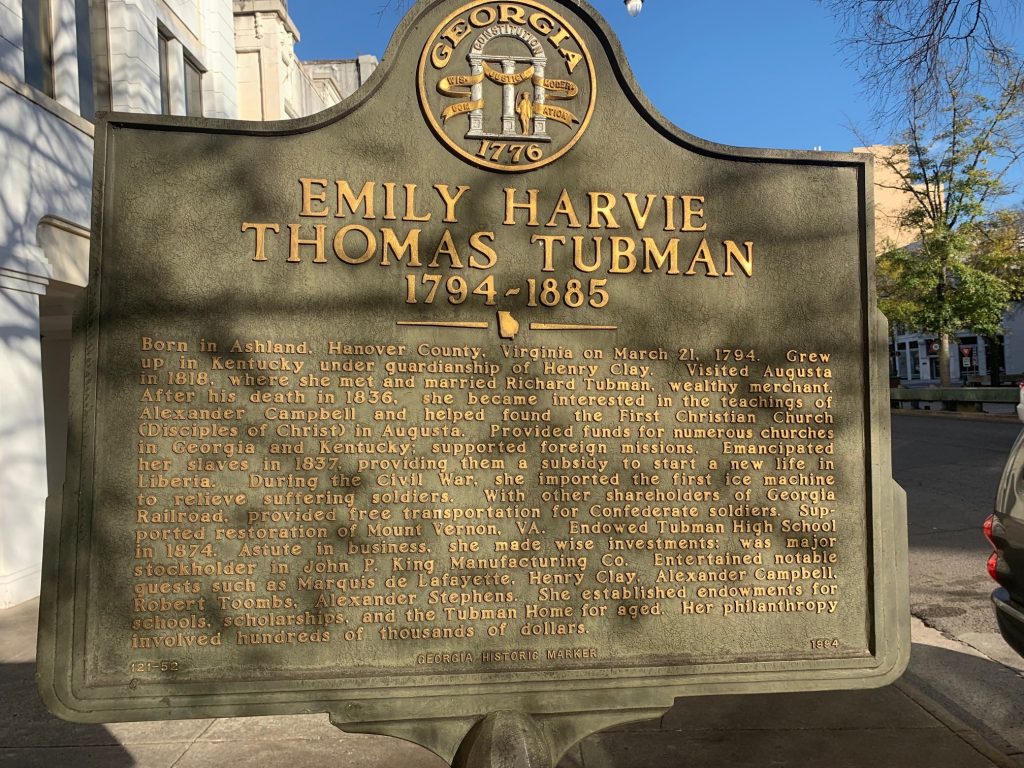 GEORGIA
CONSTITUTION
WISDOM JUSTICE MODERATION
1776
EMILY HARVIE
THOMAS TUBMAN
1794-1885
Born in Ashland, Hanover County, Virginia on March 21, 1794. Grew
up in Kentucky under guardianship of Henry Clay. Visited Augusta
in 1818, where she met and married Richard Tubman, wealthy merchant.
After his death in 1836, she became interested in the teachings of
Alexander Campbell and helped found the First Christian Church
(Disciples of Christ) in Augusta. Provided funds for numerous churches
in Georgia and Kentucky; supported foreign missions. Emancipated
her slaves in 1837, providing them a subsidy to start a new life in
Liberia. During the Civil War, she imported the first ice machine
to relieve suffering soldiers. With other shareholders of Georgia
Railroad, provided free transportation for Confederate soldiers. Sup-
ported restoration of Mount Vernon, VA. Endowed Tubman High School
in 1874. Astute in business, she made wise investments; was major
stockholder in John P. King Manufacturing Co. Entertained notable
guests such as Marquis de Lafayette, Henry Clay, Alexander Campbell,
Robert Toombs, Alexander Stephens. She established endowments for
schools, scholarships, and the Tubman Home for aged. Her philanthropy
involved hundreds of thousands of dollars.
121-52 GEORGIA HISTORIC MARKER 1994